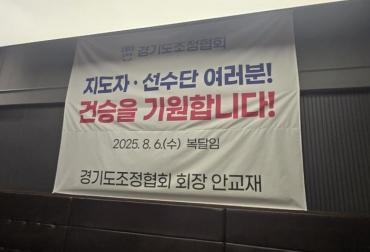 경기도조정협회
지도자·선수단 여러분!
건승을 기원합니다!
2025. 8. 6.(수) 복달임
경기도조정협회 회장 안교재